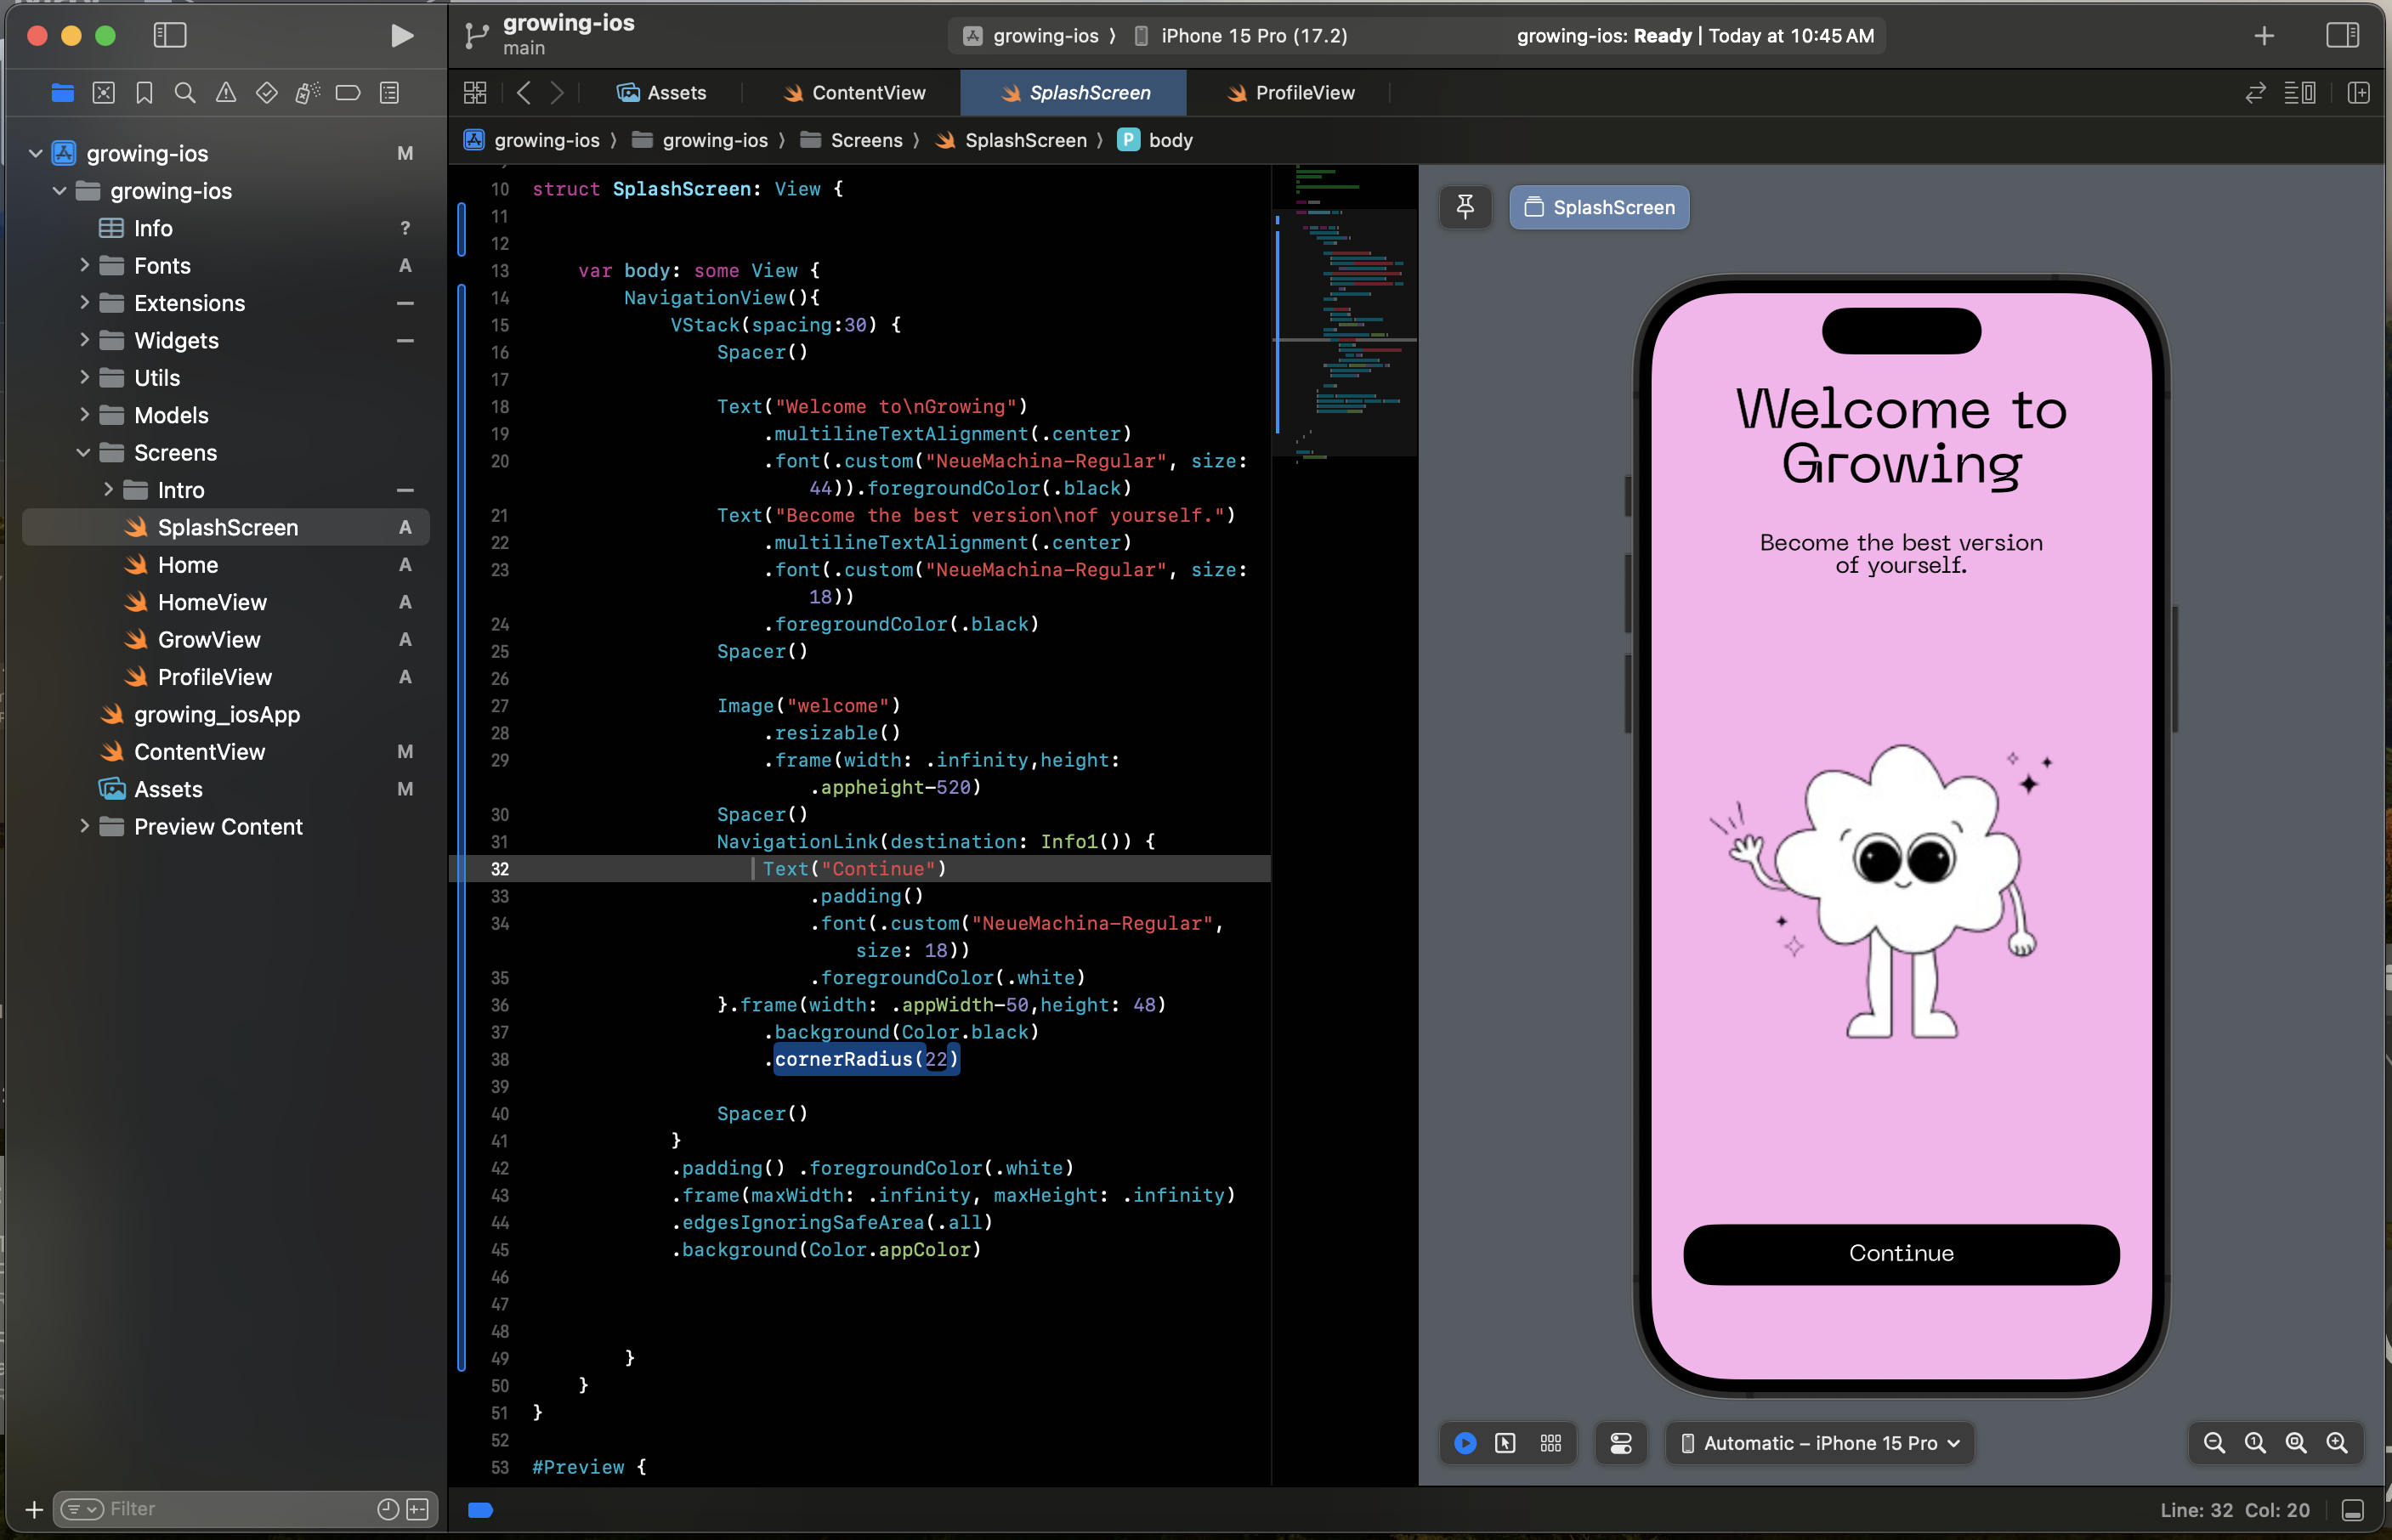 growing-ios
main
growing-ios 〉 iPhone 15 Pro (17.2)
growing-ios: Ready | Today at 10:45 AM
Assets
ContentView
SplashScreen
ProfileView
growing-ios 〉 growing-ios 〉 Screens 〉 SplashScreen 〉 P body
growing-ios M
growing-ios
Info ?
Fonts A
Extensions —
Widgets —
Utils
Models
Screens
Intro —
SplashScreen A
Home A
HomeView A
GrowView A
ProfileView A
growing_iosApp
ContentView M
Assets M
Preview Content
Filter
10 struct SplashScreen: View {
11
12
13 var body: some View {
14 NavigationView(){
15 VStack(spacing:30) {
16 Spacer()
17
18 Text("Welcome to\nGrowing")
19 .multilineTextAlignment(.center)
20 .font(.custom("NeueMachina-Regular", size:
44)).foregroundColor(.black)
21 Text("Become the best version\nof yourself.")
22 .multilineTextAlignment(.center)
23 .font(.custom("NeueMachina-Regular", size:
18))
24 .foregroundColor(.black)
25 Spacer()
26
27 Image("welcome")
28 .resizable()
29 .frame(width: .infinity,height:
.appheight-520)
30 Spacer()
31 NavigationLink(destination: Info1()) {
32 Text("Continue")
33 .padding()
34 .font(.custom("NeueMachina-Regular",
size: 18))
35 .foregroundColor(.white)
36 }.frame(width: .appWidth-50,height: 48)
37 .background(Color.black)
38 .cornerRadius(22)
39
40 Spacer()
41 }
42 .padding() .foregroundColor(.white)
43 .frame(maxWidth: .infinity, maxHeight: .infinity)
44 .edgesIgnoringSafeArea(.all)
45 .background(Color.appColor)
46
47
48
49 }
50 }
51 }
52
53 #Preview {
SplashScreen
Welcome to
Growing
Become the best version
of yourself.
Continue
Automatic – iPhone 15 Pro
Line: 32 Col: 20